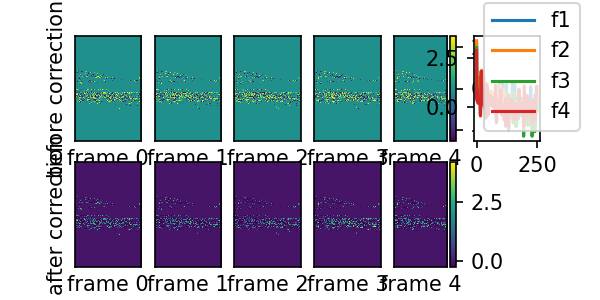 before correction
frame 0
frame 1
frame 2
frame 3
frame 4
2.5
0.0
f1
f2
f3
f4
0
250
after correction
frame 0
frame 1
frame 2
frame 3
frame 4
2.5
0.0